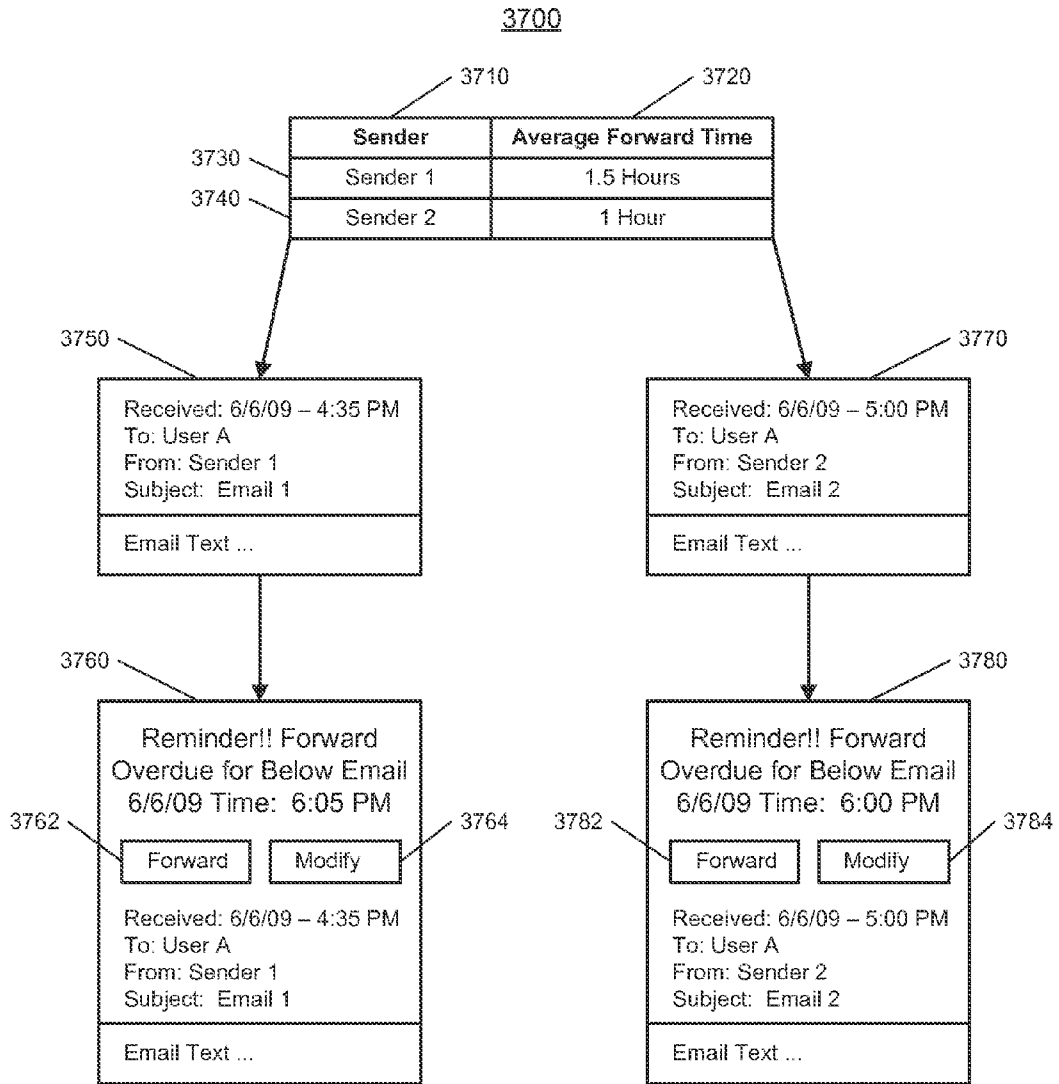 3700
3710
3720
Sender
Average Forward Time
3730
Sender 1
1.5 Hours
3740
Sender 2
1 Hour
3750
Received: 6/6/09 – 4:35 PM
To: User A
From: Sender 1
Subject:  Email 1
Email Text ...
3770
Received: 6/6/09 – 5:00 PM
To: User A
From: Sender 2
Subject:  Email 2
Email Text ...
3760
Reminder!! Forward
Overdue for Below Email
6/6/09 Time:  6:05 PM
3762
Forward
Modify
3764
Received: 6/6/09 – 4:35 PM
To: User A
From: Sender 1
Subject:  Email 1
Email Text ...
3780
Reminder!! Forward
Overdue for Below Email
6/6/09 Time:  6:00 PM
3782
Forward
Modify
3784
Received: 6/6/09 – 5:00 PM
To: User A
From: Sender 2
Subject:  Email 2
Email Text ...